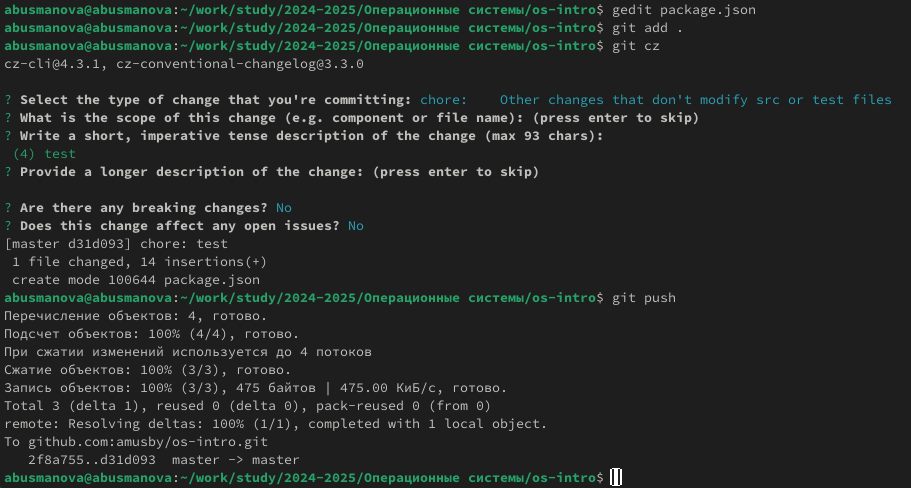 abusmanova@abusmanova:~/work/study/2024-2025/Операционные системы/os-intro$ gedit package.json
abusmanova@abusmanova:~/work/study/2024-2025/Операционные системы/os-intro$ git add .
abusmanova@abusmanova:~/work/study/2024-2025/Операционные системы/os-intro$ git cz
cz-cli@4.3.1, cz-conventional-changelog@3.3.0
? Select the type of change that you're committing: chore:    Other changes that don't modify src or test files
? What is the scope of this change (e.g. component or file name): (press enter to skip)
? Write a short, imperative tense description of the change (max 93 chars):
(4) test
? Provide a longer description of the change: (press enter to skip)
? Are there any breaking changes? No
? Does this change affect any open issues? No
[master d31d093] chore: test
1 file changed, 14 insertions(+)
create mode 100644 package.json
abusmanova@abusmanova:~/work/study/2024-2025/Операционные системы/os-intro$ git push
Перечисление объектов: 4, готово.
Подсчет объектов: 100% (4/4), готово.
При сжатии изменений используется до 4 потоков
Сжатие объектов: 100% (3/3), готово.
Запись объектов: 100% (3/3), 475 байтов | 475.00 КиБ/с, готово.
Total 3 (delta 1), reused 0 (delta 0), pack-reused 0 (from 0)
remote: Resolving deltas: 100% (1/1), completed with 1 local object.
To github.com:amusby/os-intro.git
2f8a755..d31d093  master -> master
abusmanova@abusmanova:~/work/study/2024-2025/Операционные системы/os-intro$